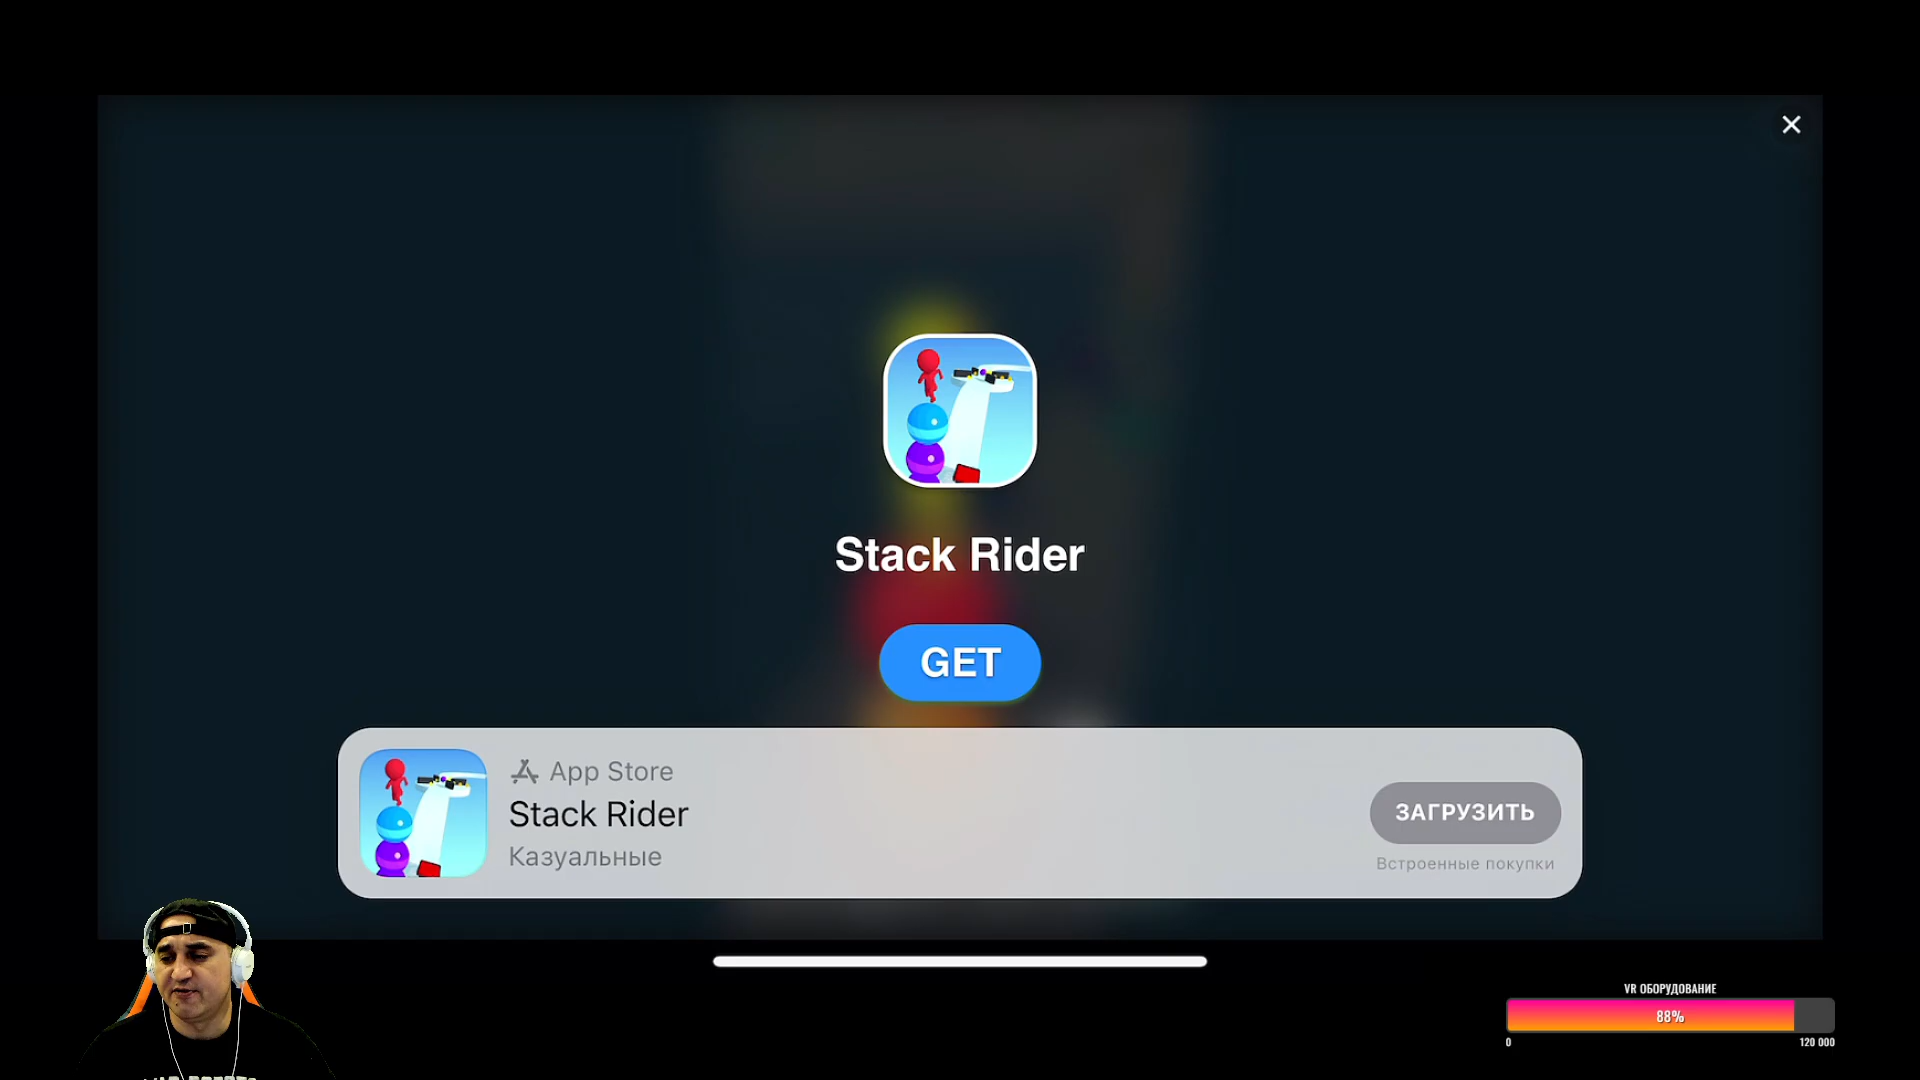 Stack Rider
GET
App Store
Stack Rider
Казуальные
ЗАГРУЗИТЬ
Встроенные покупки
VR ОБОРУДОВАНИЕ
88%
0
120 000